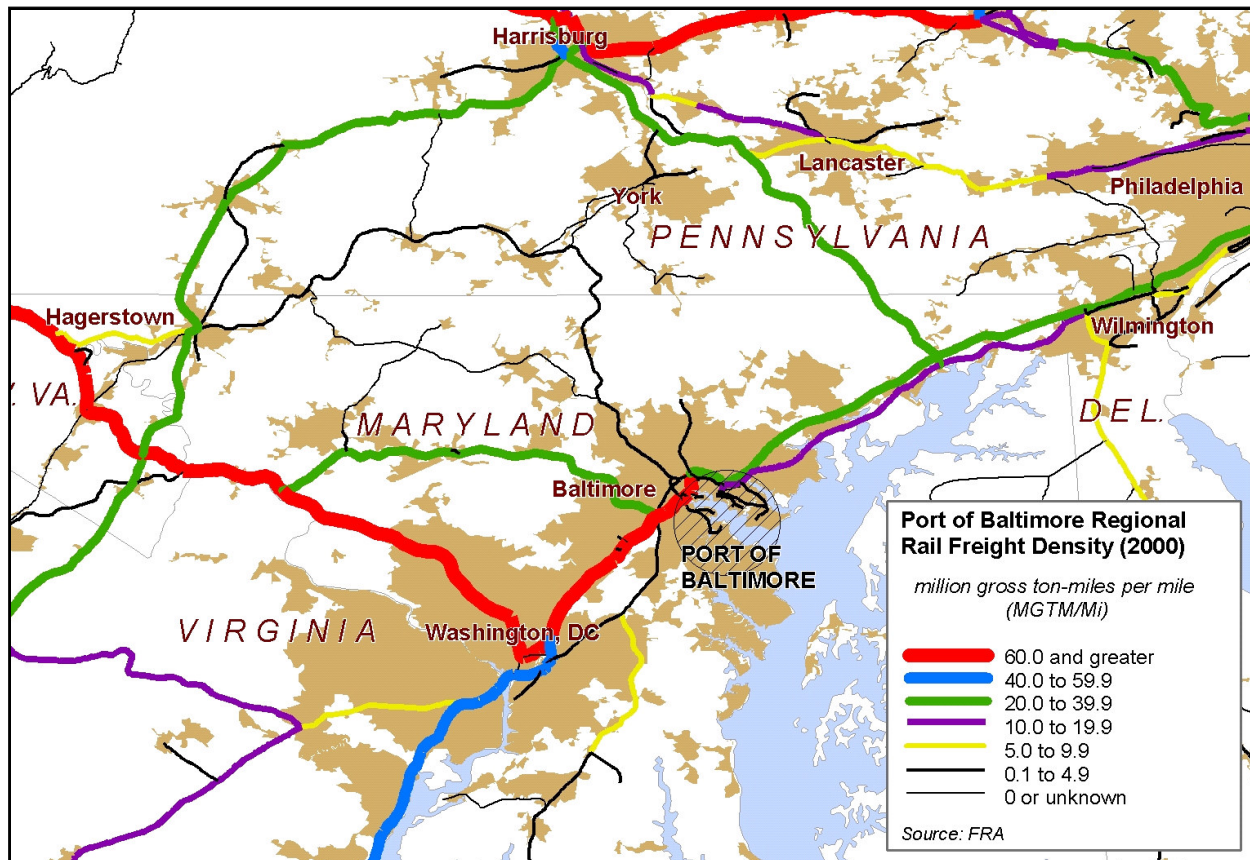 Harrisburg
Lancaster
York
Philadelphia
PENNSYLVANIA
Hagerstown
Wilmington
VA.
MARYLAND
DEL.
Baltimore
PORT OF
BALTIMORE
VIRGINIA
Washington, DC
Port of Baltimore Regional
Rail Freight Density (2000)
million gross ton-miles per mile
(MGTM/Mi)
60.0 and greater
40.0 to 59.9
20.0 to 39.9
10.0 to 19.9
5.0 to 9.9
0.1 to 4.9
0 or unknown
Source: FRA